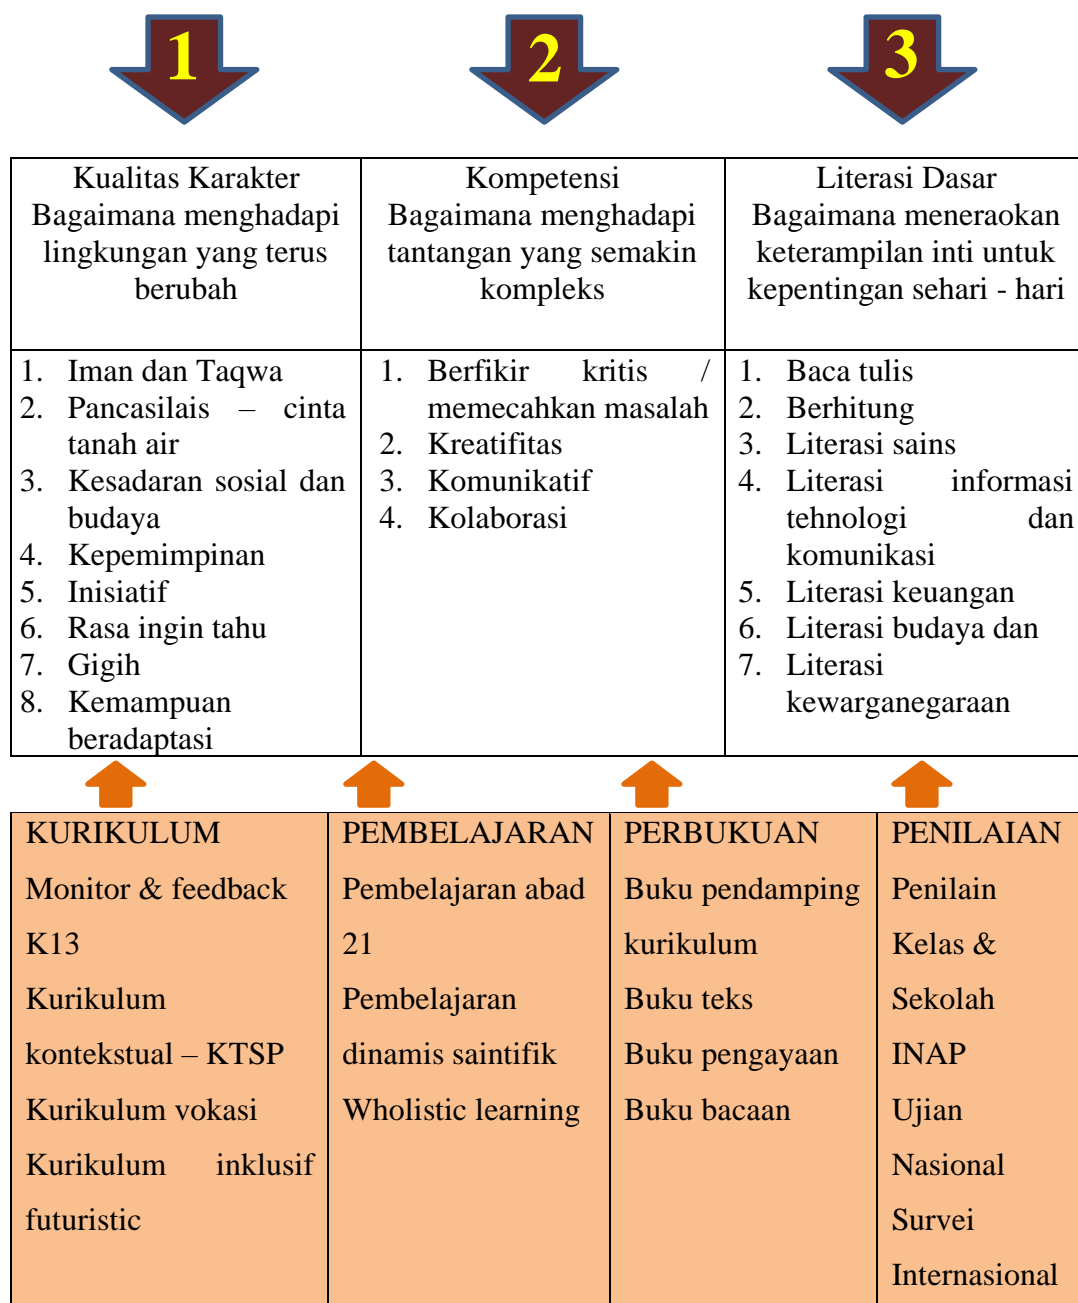 1
2
3
Kualitas Karakter
Bagaimana menghadapi
lingkungan yang terus
berubah
Kompetensi
Bagaimana menghadapi
tantangan yang semakin
kompleks
Literasi Dasar
Bagaimana meneraokan
keterampilan inti untuk
kepentingan sehari - hari
1. Iman dan Taqwa
2. Pancasilais – cinta
tanah air
3. Kesadaran sosial dan
budaya
4. Kepemimpinan
5. Inisiatif
6. Rasa ingin tahu
7. Gigih
8. Kemampuan
beradaptasi
1. Berfikir kritis /
memecahkan masalah
2. Kreatifitas
3. Komunikatif
4. Kolaborasi
1. Baca tulis
2. Berhitung
3. Literasi sains
4. Literasi informasi
tehnologi dan
komunikasi
5. Literasi keuangan
6. Literasi budaya dan
7. Literasi
kewarganegaraan
KURIKULUM
Monitor & feedback
K13
Kurikulum
kontekstual – KTSP
Kurikulum vokasi
Kurikulum inklusif
futuristic
PEMBELAJARAN
Pembelajaran abad
21
Pembelajaran
dinamis saintifik
Wholistic learning
PERBUKUAN
Buku pendamping
kurikulum
Buku teks
Buku pengayaan
Buku bacaan
PENILAIAN
Penilain
Kelas &
Sekolah
INAP
Ujian
Nasional
Survei
Internasional